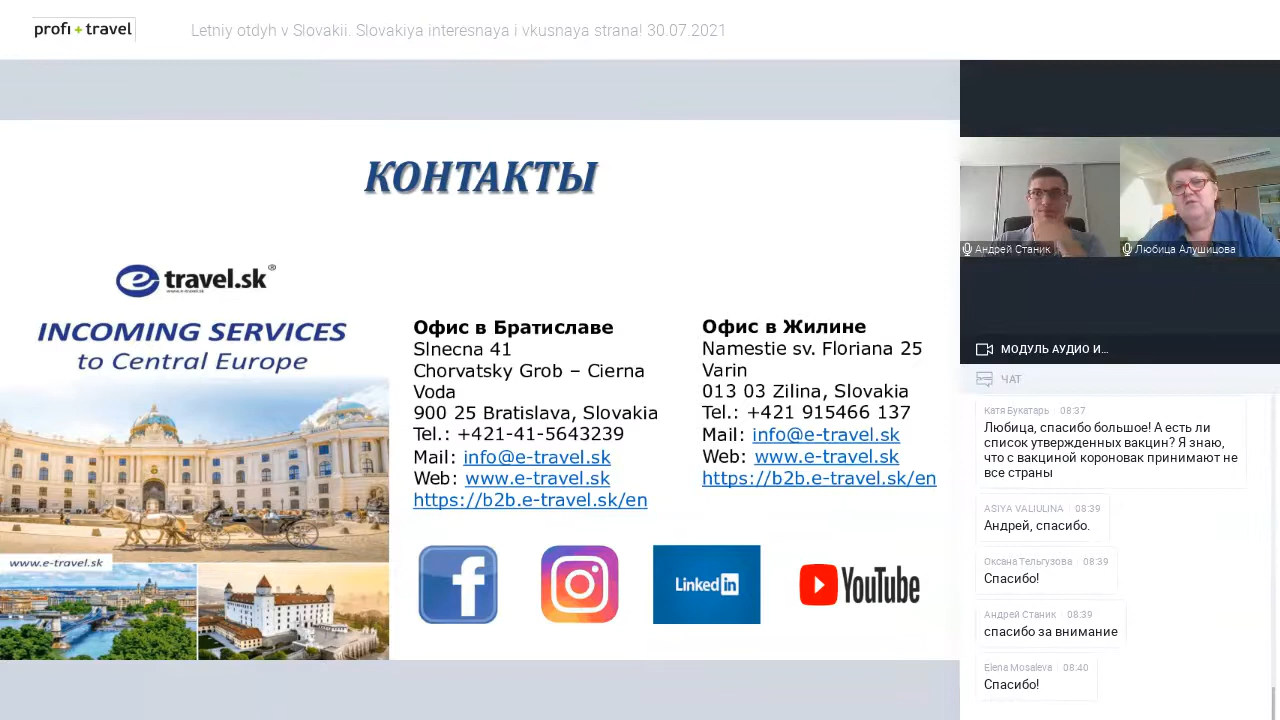 profi + travel
Letniy otdyh v Slovakii. Slovakiya interesnaya i vkusnaya strana! 30.07.2021
КОНТАКТЫ
e travel.sk®
www.e-travel.sk
INCOMING SERVICES
to Central Europe
www.e-travel.sk
Офис в Братиславе
Slnecna 41
Chorvatsky Grob – Cierna
Voda
900 25 Bratislava, Slovakia
Tel.: +421-41-5643239
Mail: info@e-travel.sk
Web: www.e-travel.sk
https://b2b.e-travel.sk/en
Офис в Жилине
Namestie sv. Floriana 25
Varin
013 03 Zilina, Slovakia
Tel.: +421 915466 137
Mail: info@e-travel.sk
Web: www.e-travel.sk
https://b2b.e-travel.sk/en
f
Linked in
YouTube
Андрей Станик
Любица Алушицова
МОДУЛЬ АУДИО И...
ЧАТ
Катя Букатарь 08:37
Любица, спасибо большое! А есть ли
список утвержденных вакцин? Я знаю,
что с вакциной короновак принимают не
все страны
ASIYA VALIULINA 08:39
Андрей, спасибо.
Оксана Тельгузова 08:39
Спасибо!
Андрей Станик 08:39
спасибо за внимание
Elena Mosaleva 08:40
Спасибо!